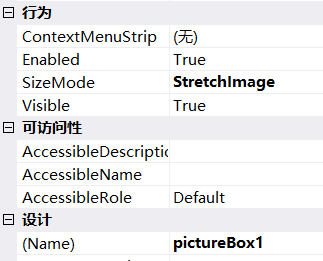 行为
ContextMenuStrip (无)
Enabled True
SizeMode StretchImage
Visible True
可访问性
AccessibleDescriptio
AccessibleName
AccessibleRole Default
设计
(Name) pictureBox1